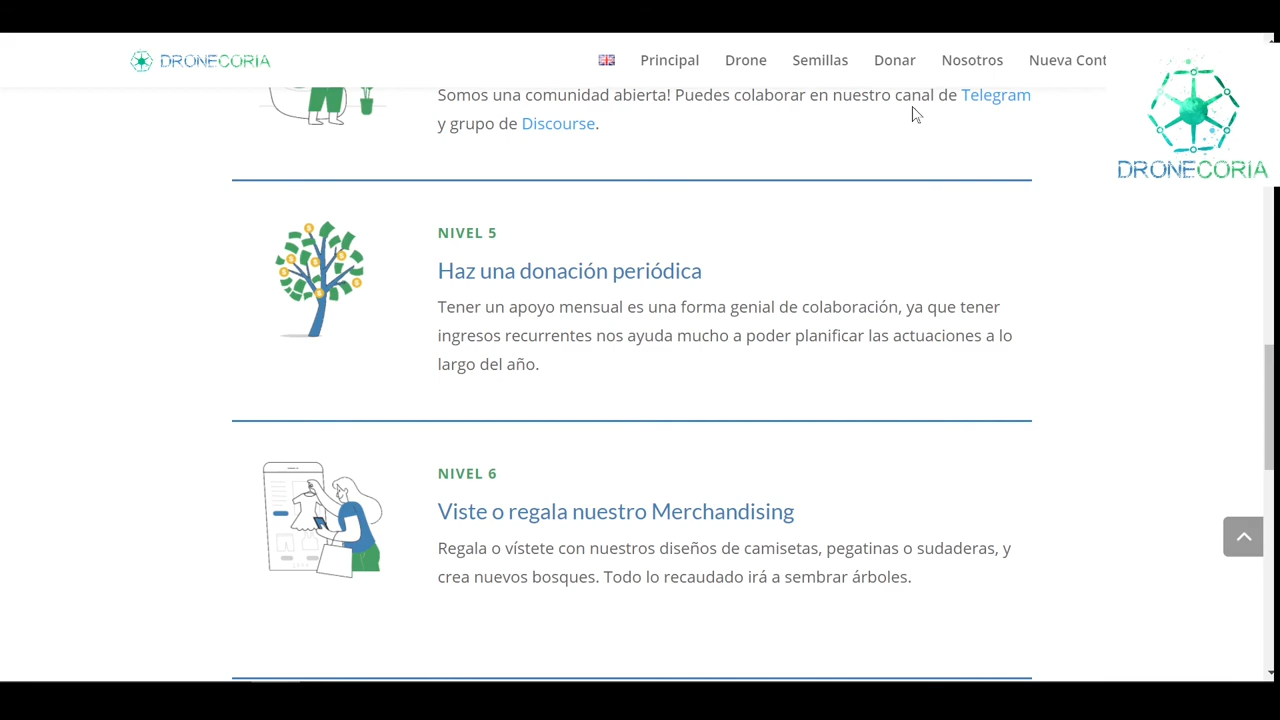 DRONECORIA
Principal Drone Semillas Donar Nosotros Nueva Cont
DRONECORIA
Somos una comunidad abierta! Puedes colaborar en nuestro canal de Telegram
y grupo de Discourse.
NIVEL 5
Haz una donación periódica
Tener un apoyo mensual es una forma genial de colaboración, ya que tener
ingresos recurrentes nos ayuda mucho a poder planificar las actuaciones a lo
largo del año.
NIVEL 6
Viste o regala nuestro Merchandising
Regala o vístete con nuestros diseños de camisetas, pegatinas o sudaderas, y
crea nuevos bosques. Todo lo recaudado irá a sembrar árboles.